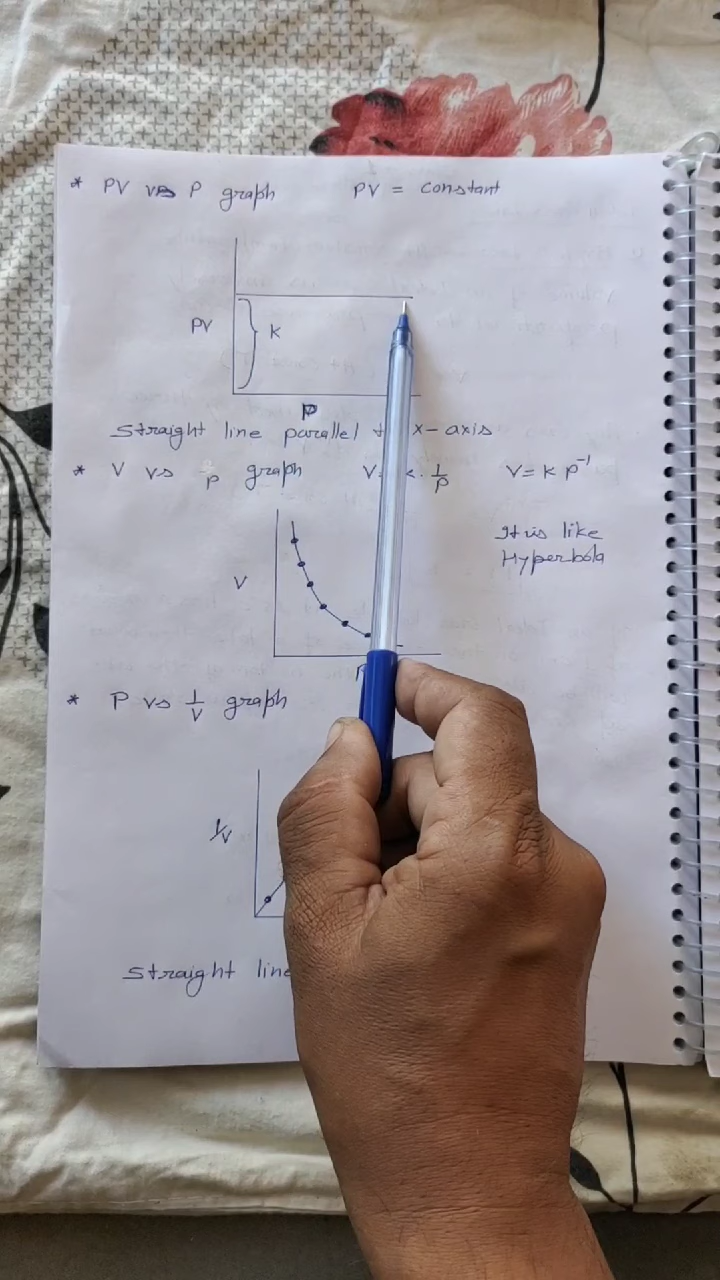 * PV vs P graph PV = constant
PV
K
P
Straight line parallel x-axis
* V vs P graph V= . 1/P V= K P⁻¹
It is like
Hyperbola
V
* P vs 1/V graph
1/V
Straight line